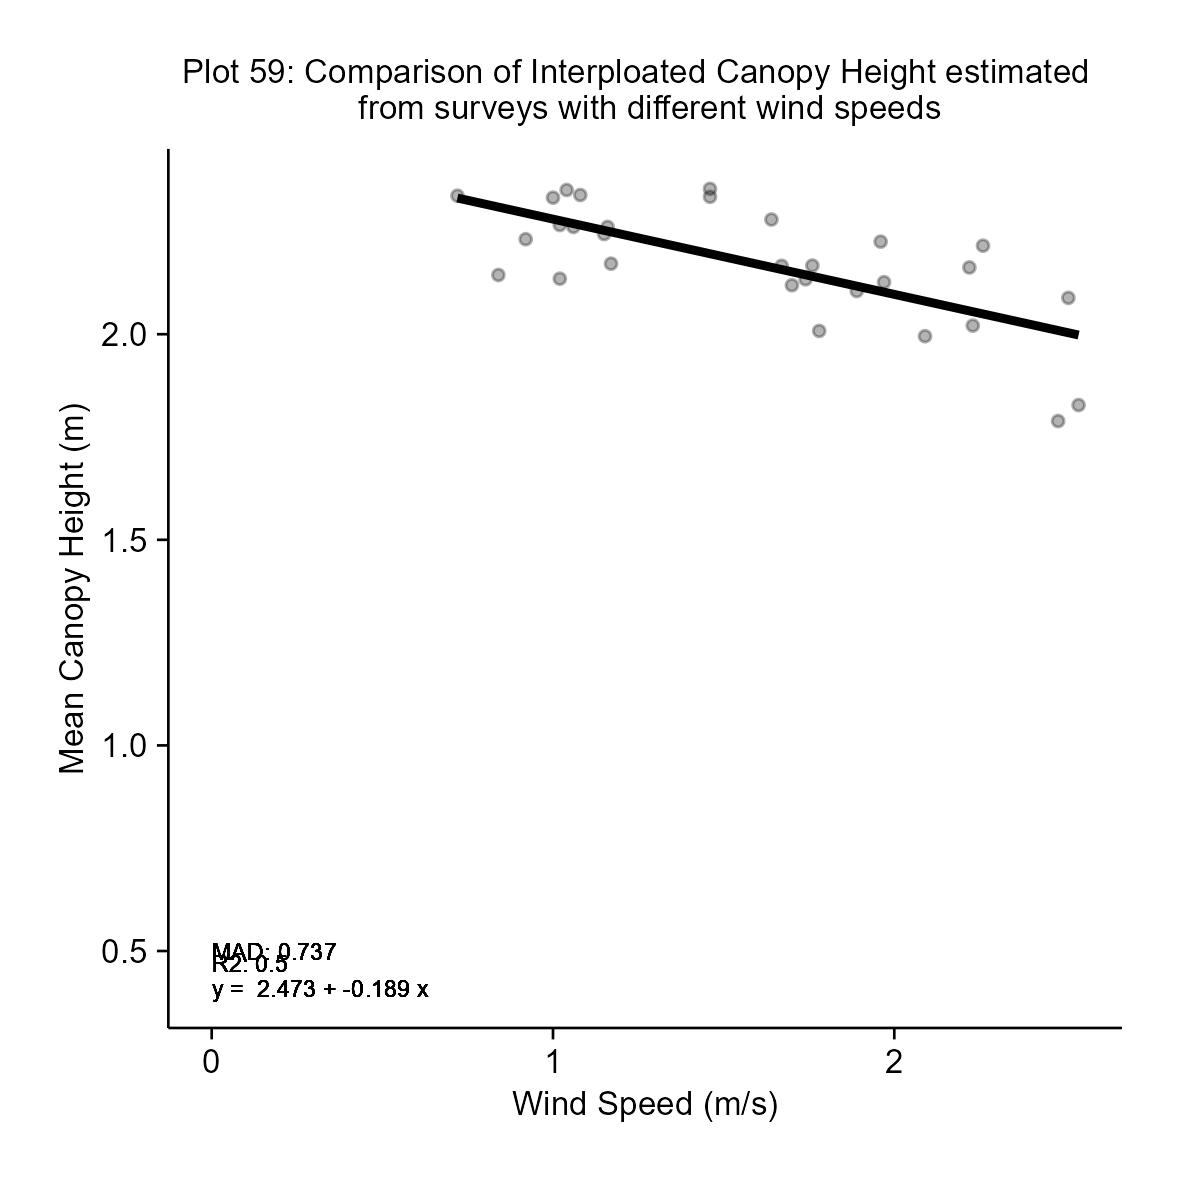 Plot 59: Comparison of Interploated Canopy Height estimated
from surveys with different wind speeds
Mean Canopy Height (m)
2.0
1.5
1.0
0.5
MAD: 0.737
R2: 0.5
y =  2.473 + -0.189 x
0
1
2
Wind Speed (m/s)